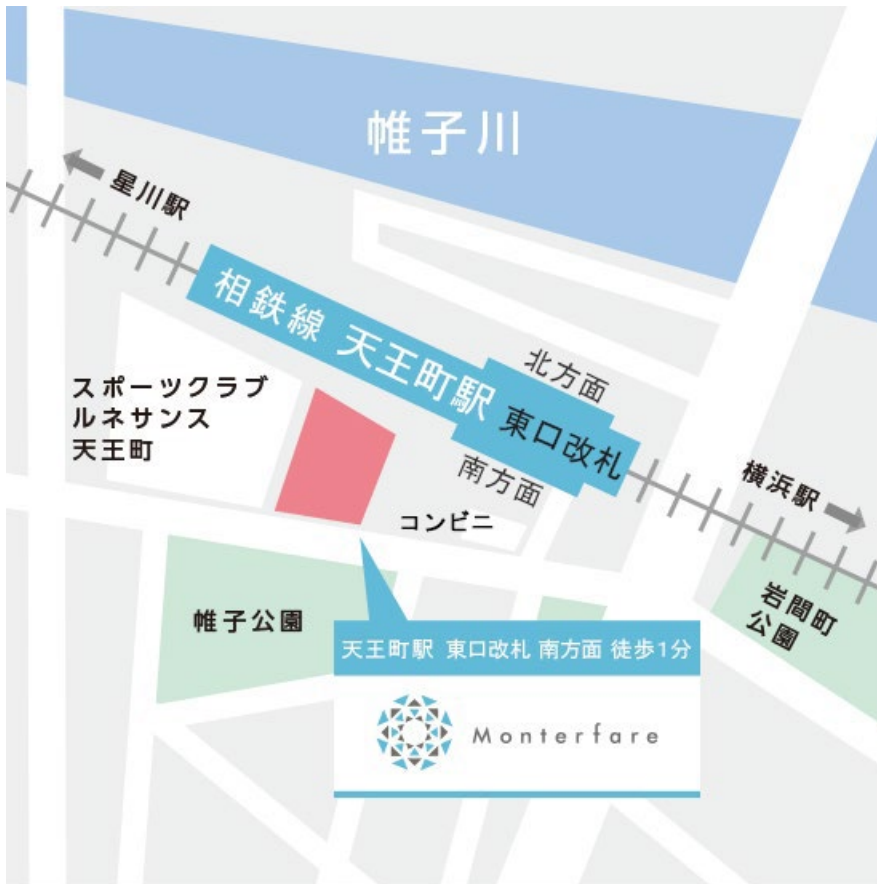 帷子川
星川駅
相鉄線 天王町駅
北方面
東口改札
南方面
横浜駅
スポーツクラブ
ルネサンス
天王町
コンビニ
岩間町
公園
帷子公園
天王町駅 東口改札 南方面 徒歩1分
Monterfare